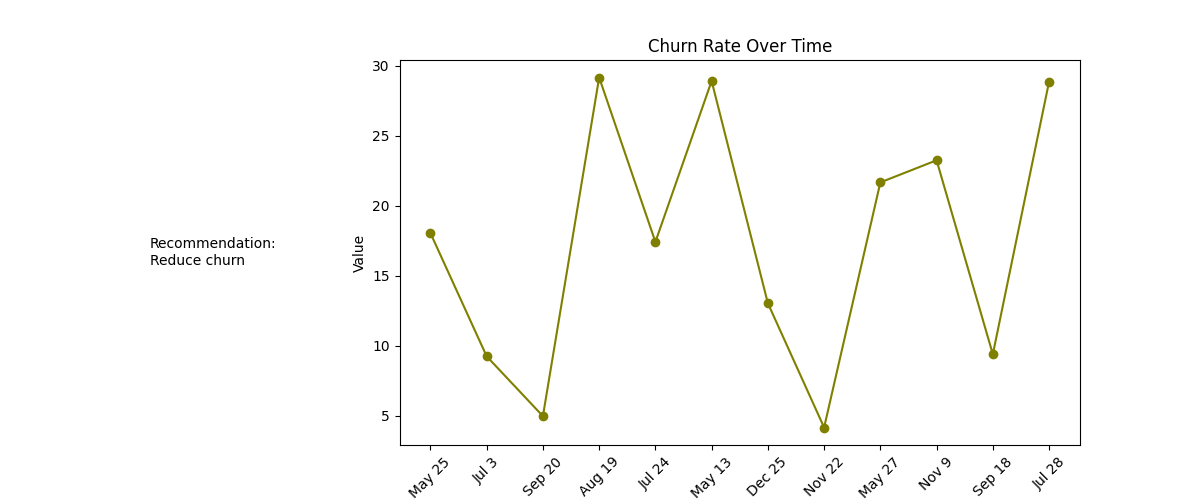 Churn Rate Over Time
Recommendation:
Reduce churn
Value
30
25
20
15
10
5
May 25
Jul 3
Sep 20
Aug 19
Jul 24
May 13
Dec 25
Nov 22
May 27
Nov 9
Sep 18
Jul 28